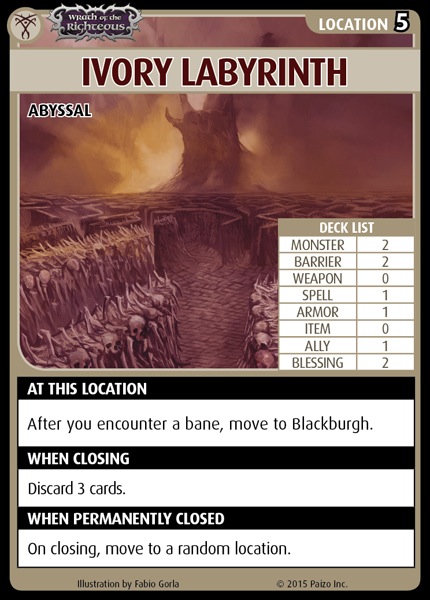 Wrath of the
Righteous
LOCATION 5
IVORY LABYRINTH
ABYSSAL
DECK LIST
MONSTER 2
BARRIER 2
WEAPON 0
SPELL 1
ARMOR 1
ITEM 0
ALLY 1
BLESSING 2
AT THIS LOCATION
After you encounter a bane, move to Blackburgh.
WHEN CLOSING
Discard 3 cards.
WHEN PERMANENTLY CLOSED
On closing, move to a random location.
Illustration by Fabio Gorla © 2015 Paizo Inc.